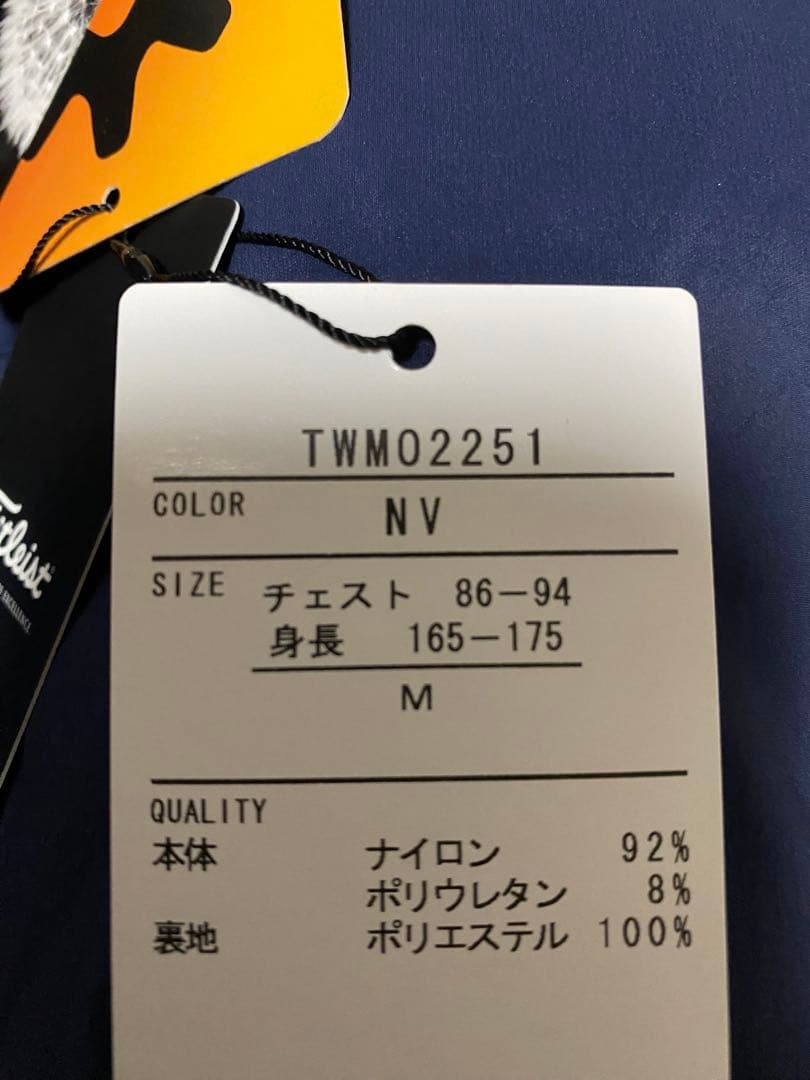 TWMO2251
COLOR NV
SIZE チェスト 86-94
身長 165-175
M
QUALITY
本体 ナイロン 92%
ポリウレタン 8%
裏地 ポリエステル 100%